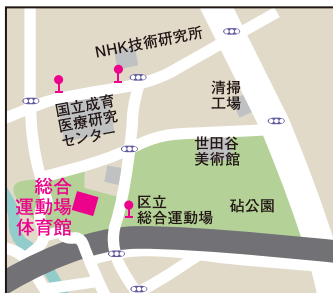 NHK技術研究所
清掃
工場
国立成育
医療研究
センター
世田谷
美術館
総合
運動場
体育館
区立
総合運動場
砧公園